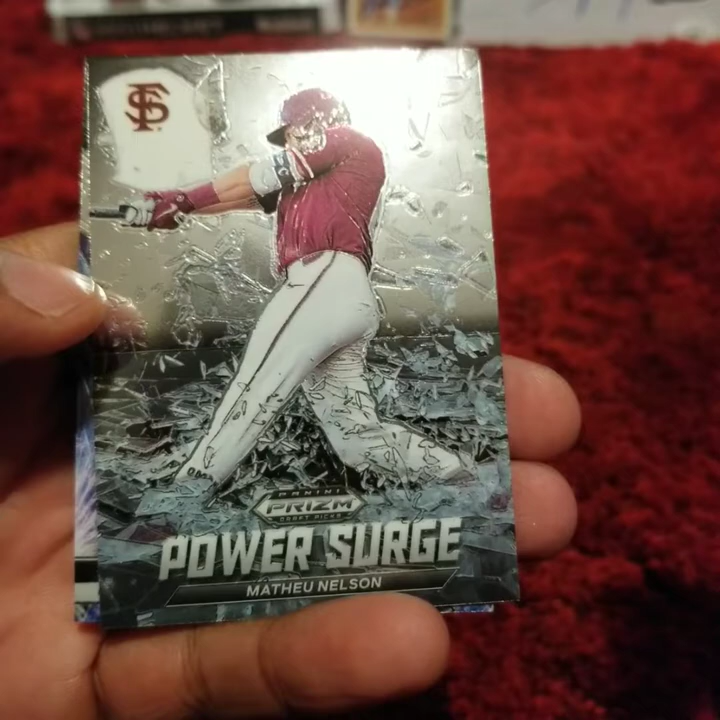 FS
PANINI
PRIZM
DRAFT PICKS
POWER SURGE
MATHEU NELSON